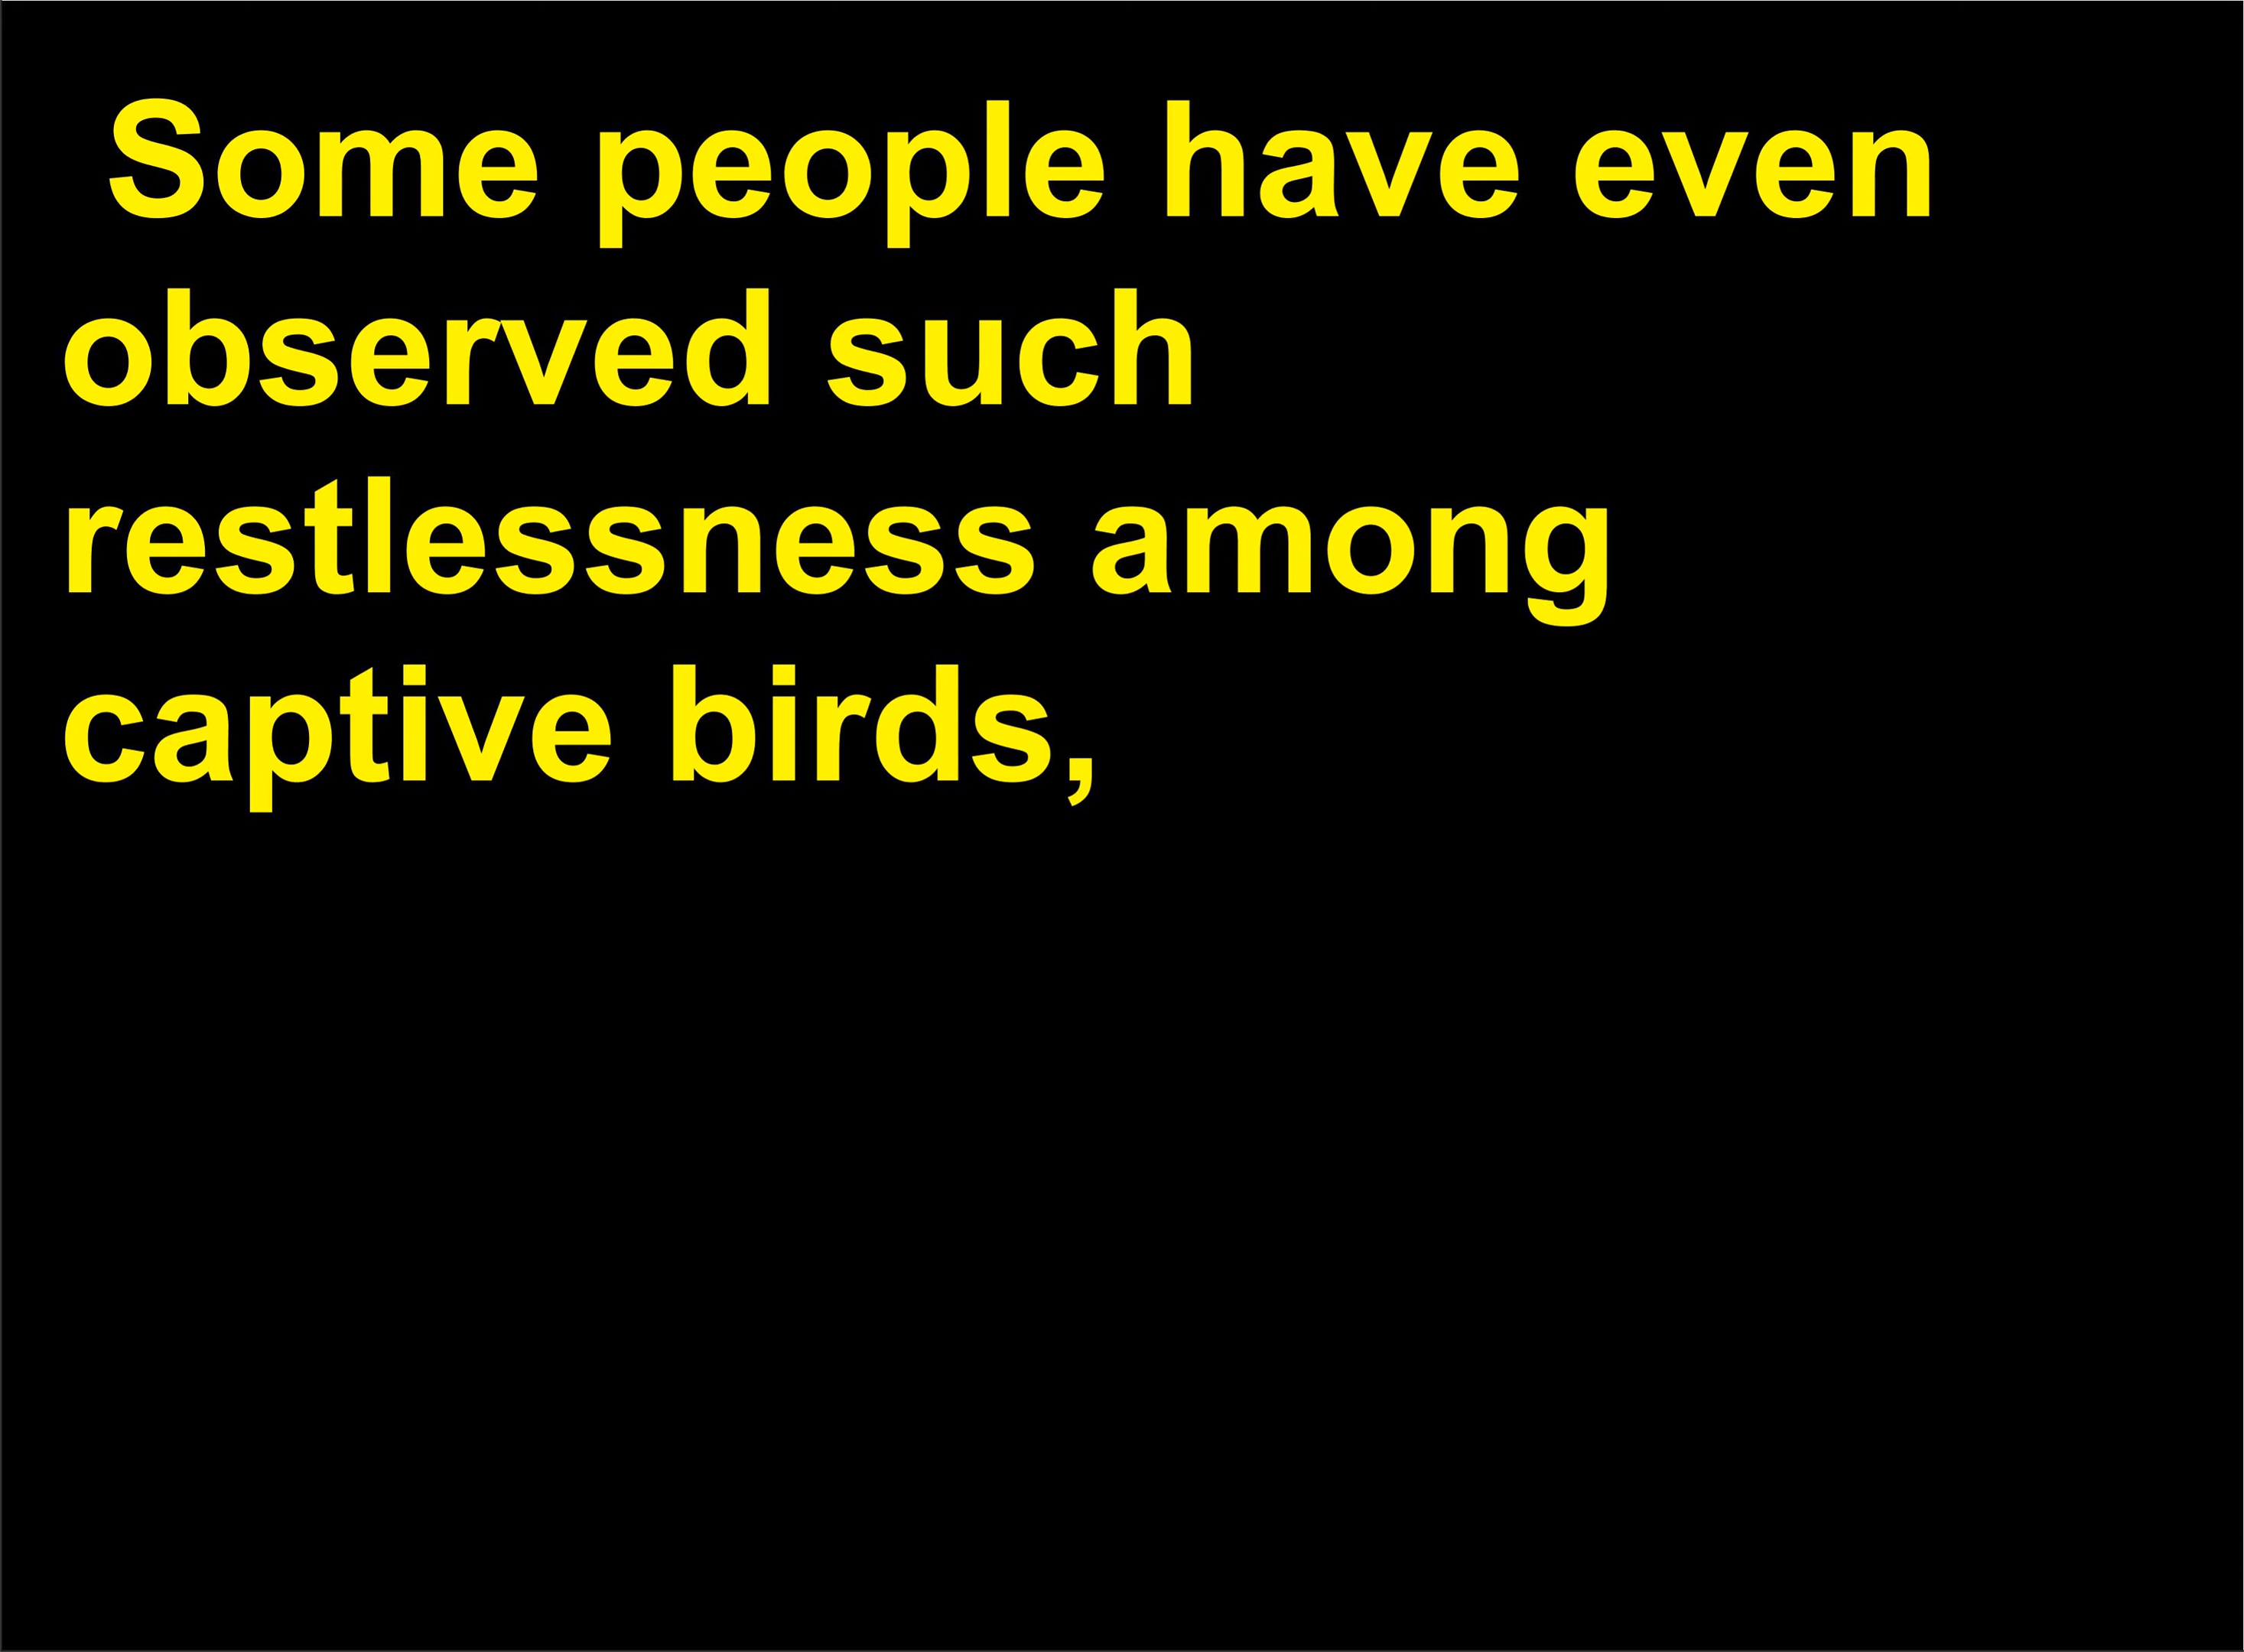 Some people have even
observed such
restlessness among
captive birds,